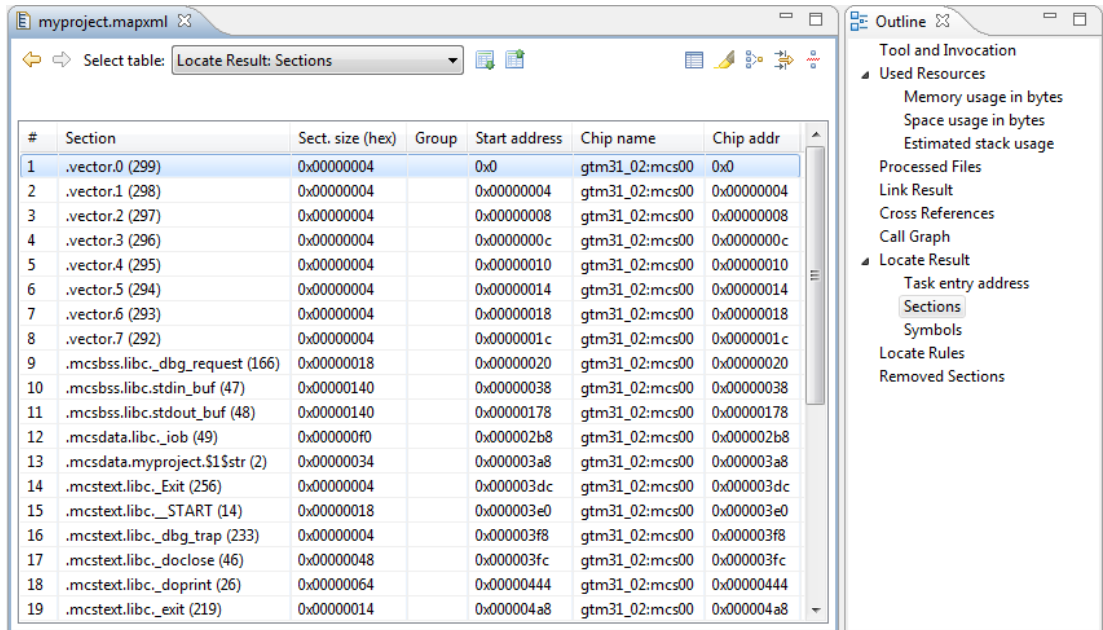 myproject.mapxml
Select table: Locate Result: Sections
# Section Sect. size (hex) Group Start address Chip name Chip addr
1 .vector.0 (299) 0x00000004 0x0 gtm31_02:mcs00 0x0
2 .vector.1 (298) 0x00000004 0x00000004 gtm31_02:mcs00 0x00000004
3 .vector.2 (297) 0x00000004 0x00000008 gtm31_02:mcs00 0x00000008
4 .vector.3 (296) 0x00000004 0x0000000c gtm31_02:mcs00 0x0000000c
5 .vector.4 (295) 0x00000004 0x00000010 gtm31_02:mcs00 0x00000010
6 .vector.5 (294) 0x00000004 0x00000014 gtm31_02:mcs00 0x00000014
7 .vector.6 (293) 0x00000004 0x00000018 gtm31_02:mcs00 0x00000018
8 .vector.7 (292) 0x00000004 0x0000001c gtm31_02:mcs00 0x0000001c
9 .mcsbss.libc._dbg_request (166) 0x00000018 0x00000020 gtm31_02:mcs00 0x00000020
10 .mcsbss.libc.stdin_buf (47) 0x00000140 0x00000038 gtm31_02:mcs00 0x00000038
11 .mcsbss.libc.stdout_buf (48) 0x00000140 0x00000178 gtm31_02:mcs00 0x00000178
12 .mcsdata.libc._iob (49) 0x000000f0 0x000002b8 gtm31_02:mcs00 0x000002b8
13 .mcsdata.myproject.$1$str (2) 0x00000034 0x000003a8 gtm31_02:mcs00 0x000003a8
14 .mcstext.libc._Exit (256) 0x00000004 0x000003dc gtm31_02:mcs00 0x000003dc
15 .mcstext.libc.__START (14) 0x00000018 0x000003e0 gtm31_02:mcs00 0x000003e0
16 .mcstext.libc._dbg_trap (233) 0x00000004 0x000003f8 gtm31_02:mcs00 0x000003f8
17 .mcstext.libc._doclose (46) 0x00000048 0x000003fc gtm31_02:mcs00 0x000003fc
18 .mcstext.libc._doprint (26) 0x00000064 0x00000444 gtm31_02:mcs00 0x00000444
19 .mcstext.libc._exit (219) 0x00000014 0x000004a8 gtm31_02:mcs00 0x000004a8
Outline
Tool and Invocation
Used Resources
Memory usage in bytes
Space usage in bytes
Estimated stack usage
Processed Files
Link Result
Cross References
Call Graph
Locate Result
Task entry address
Sections
Symbols
Locate Rules
Removed Sections